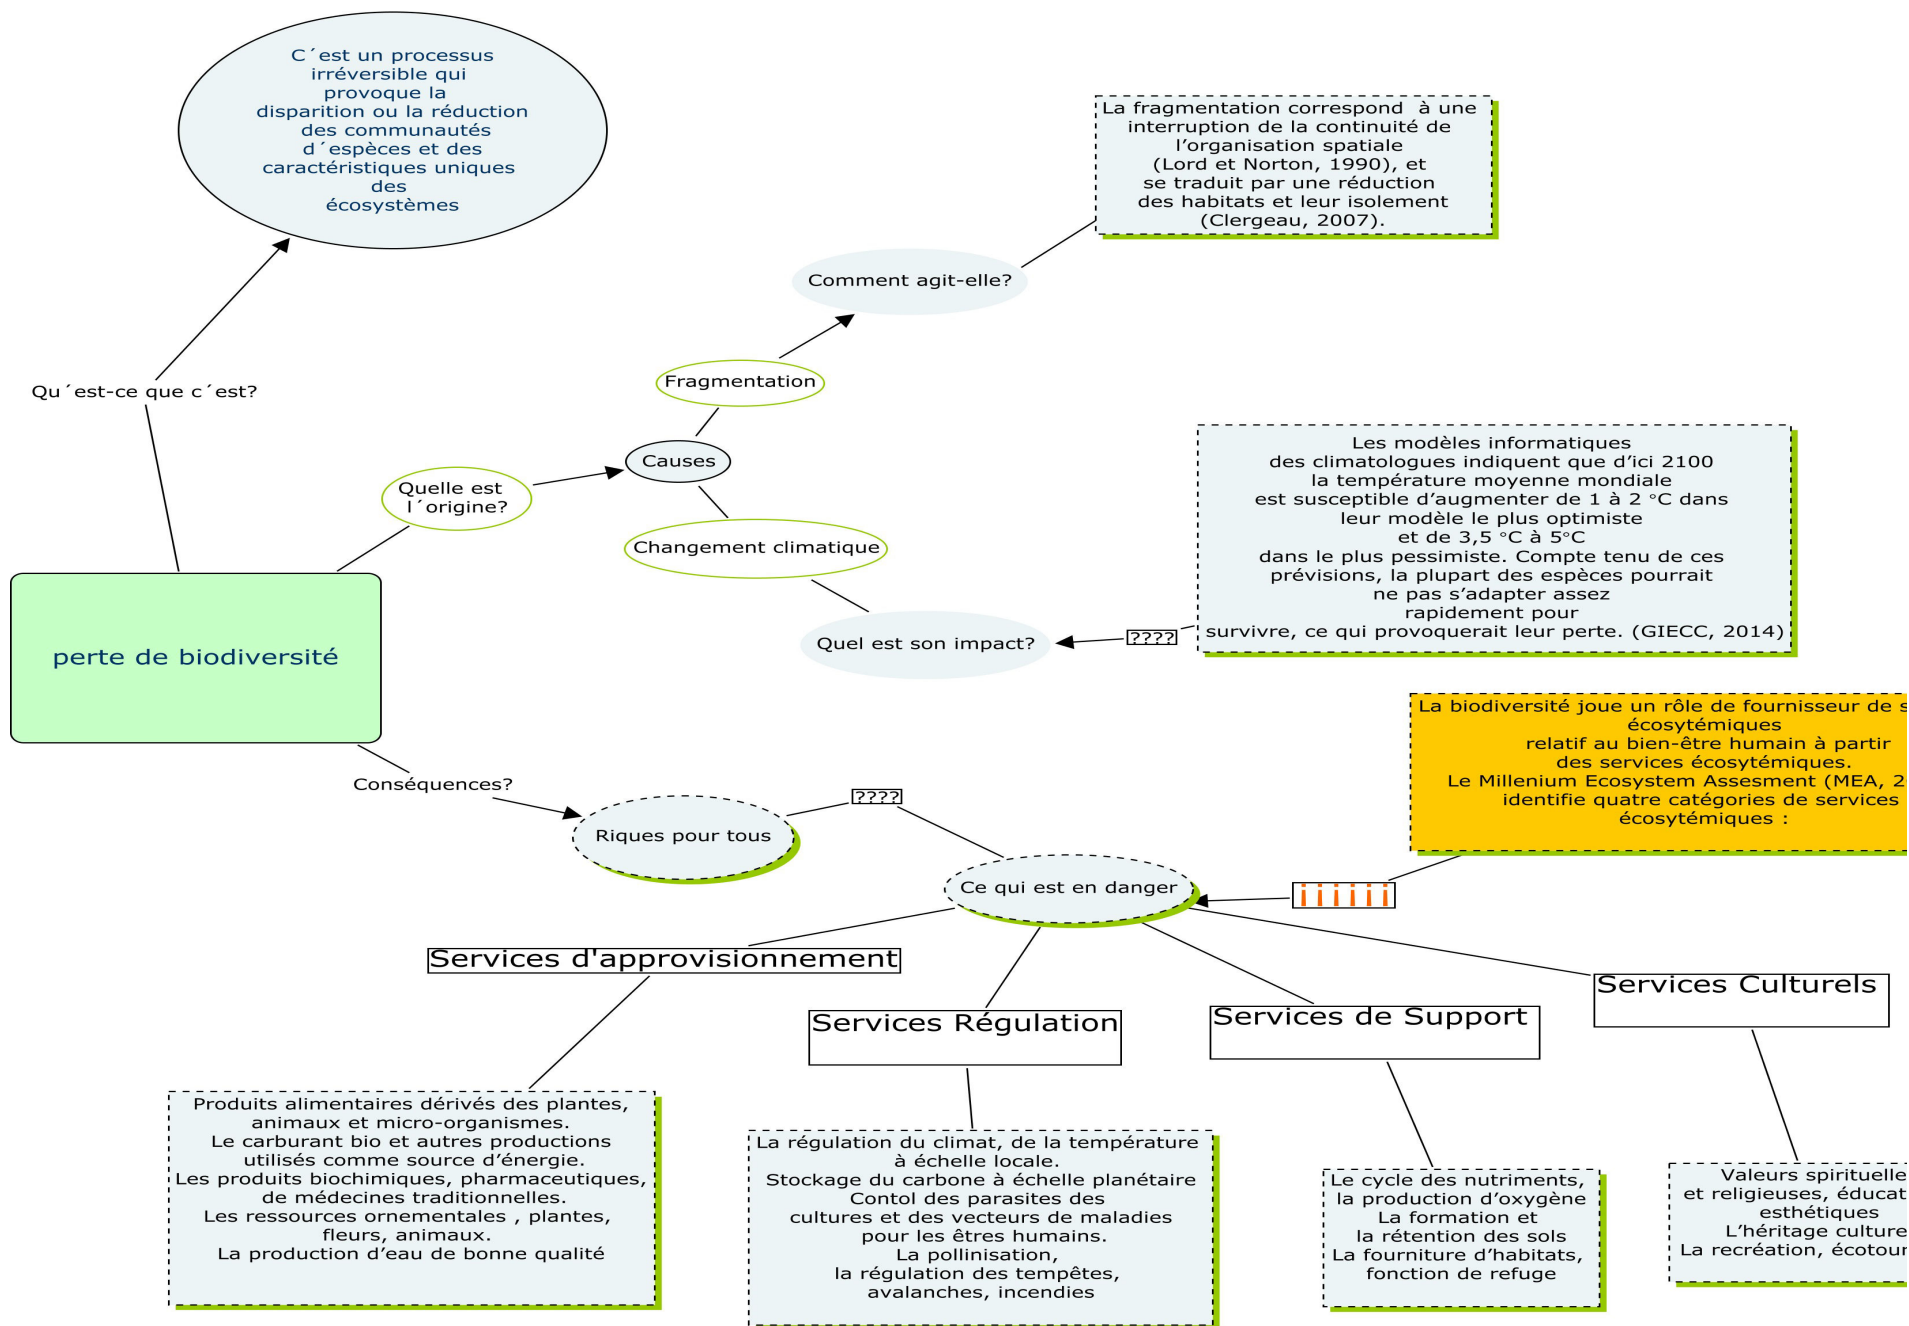 C´est un processus
irréversible qui
provoque la
disparition ou la réduction
des communautés
d´espèces et des
caractéristiques uniques
des
écosystèmes
La fragmentation correspond à une
interruption de la continuité de
l’organisation spatiale
(Lord et Norton, 1990), et
se traduit par une réduction
des habitats et leur isolement
(Clergeau, 2007).
Comment agit-elle?
Qu´est-ce que c´est?
Fragmentation
Causes
Quelle est
l´origine?
Changement climatique
Les modèles informatiques
des climatologues indiquent que d’ici 2100
la température moyenne mondiale
est susceptible d’augmenter de 1 à 2 °C dans
leur modèle le plus optimiste
et de 3,5 °C à 5°C
dans le plus pessimiste. Compte tenu de ces
prévisions, la plupart des espèces pourrait
ne pas s’adapter assez
rapidement pour
survivre, ce qui provoquerait leur perte. (GIECC, 2014)
????
Quel est son impact?
perte de biodiversité
La biodiversité joue un rôle de fournisseur de
écosytémiques
relatif au bien-être humain à partir
des services écosytémiques.
Le Millenium Ecosystem Assesment (MEA,
identifie quatre catégories de services
écosytémiques :
Conséquences?
????
Riques pour tous
Ce qui est en danger
¡¡¡¡¡¡
Services d'approvisionnement
Services Régulation
Services de Support
Services Culturels
Produits alimentaires dérivés des plantes,
animaux et micro-organismes.
Le carburant bio et autres productions
utilisés comme source d’énergie.
Les produits biochimiques, pharmaceutiques,
de médecines traditionnelles.
Les ressources ornementales , plantes,
fleurs, animaux.
La production d’eau de bonne qualité
La régulation du climat, de la température
à échelle locale.
Stockage du carbone à échelle planétaire
Contol des parasites des
cultures et des vecteurs de maladies
pour les êtres humains.
La pollinisation,
la régulation des tempêtes,
avalanches, incendies
Le cycle des nutriments,
la production d’oxygène
La formation et
la rétention des sols
La fourniture d’habitats,
fonction de refuge
Valeurs spirituelle
et religieuses, éducat
esthétiques
L’héritage culture
La recréation, écotour